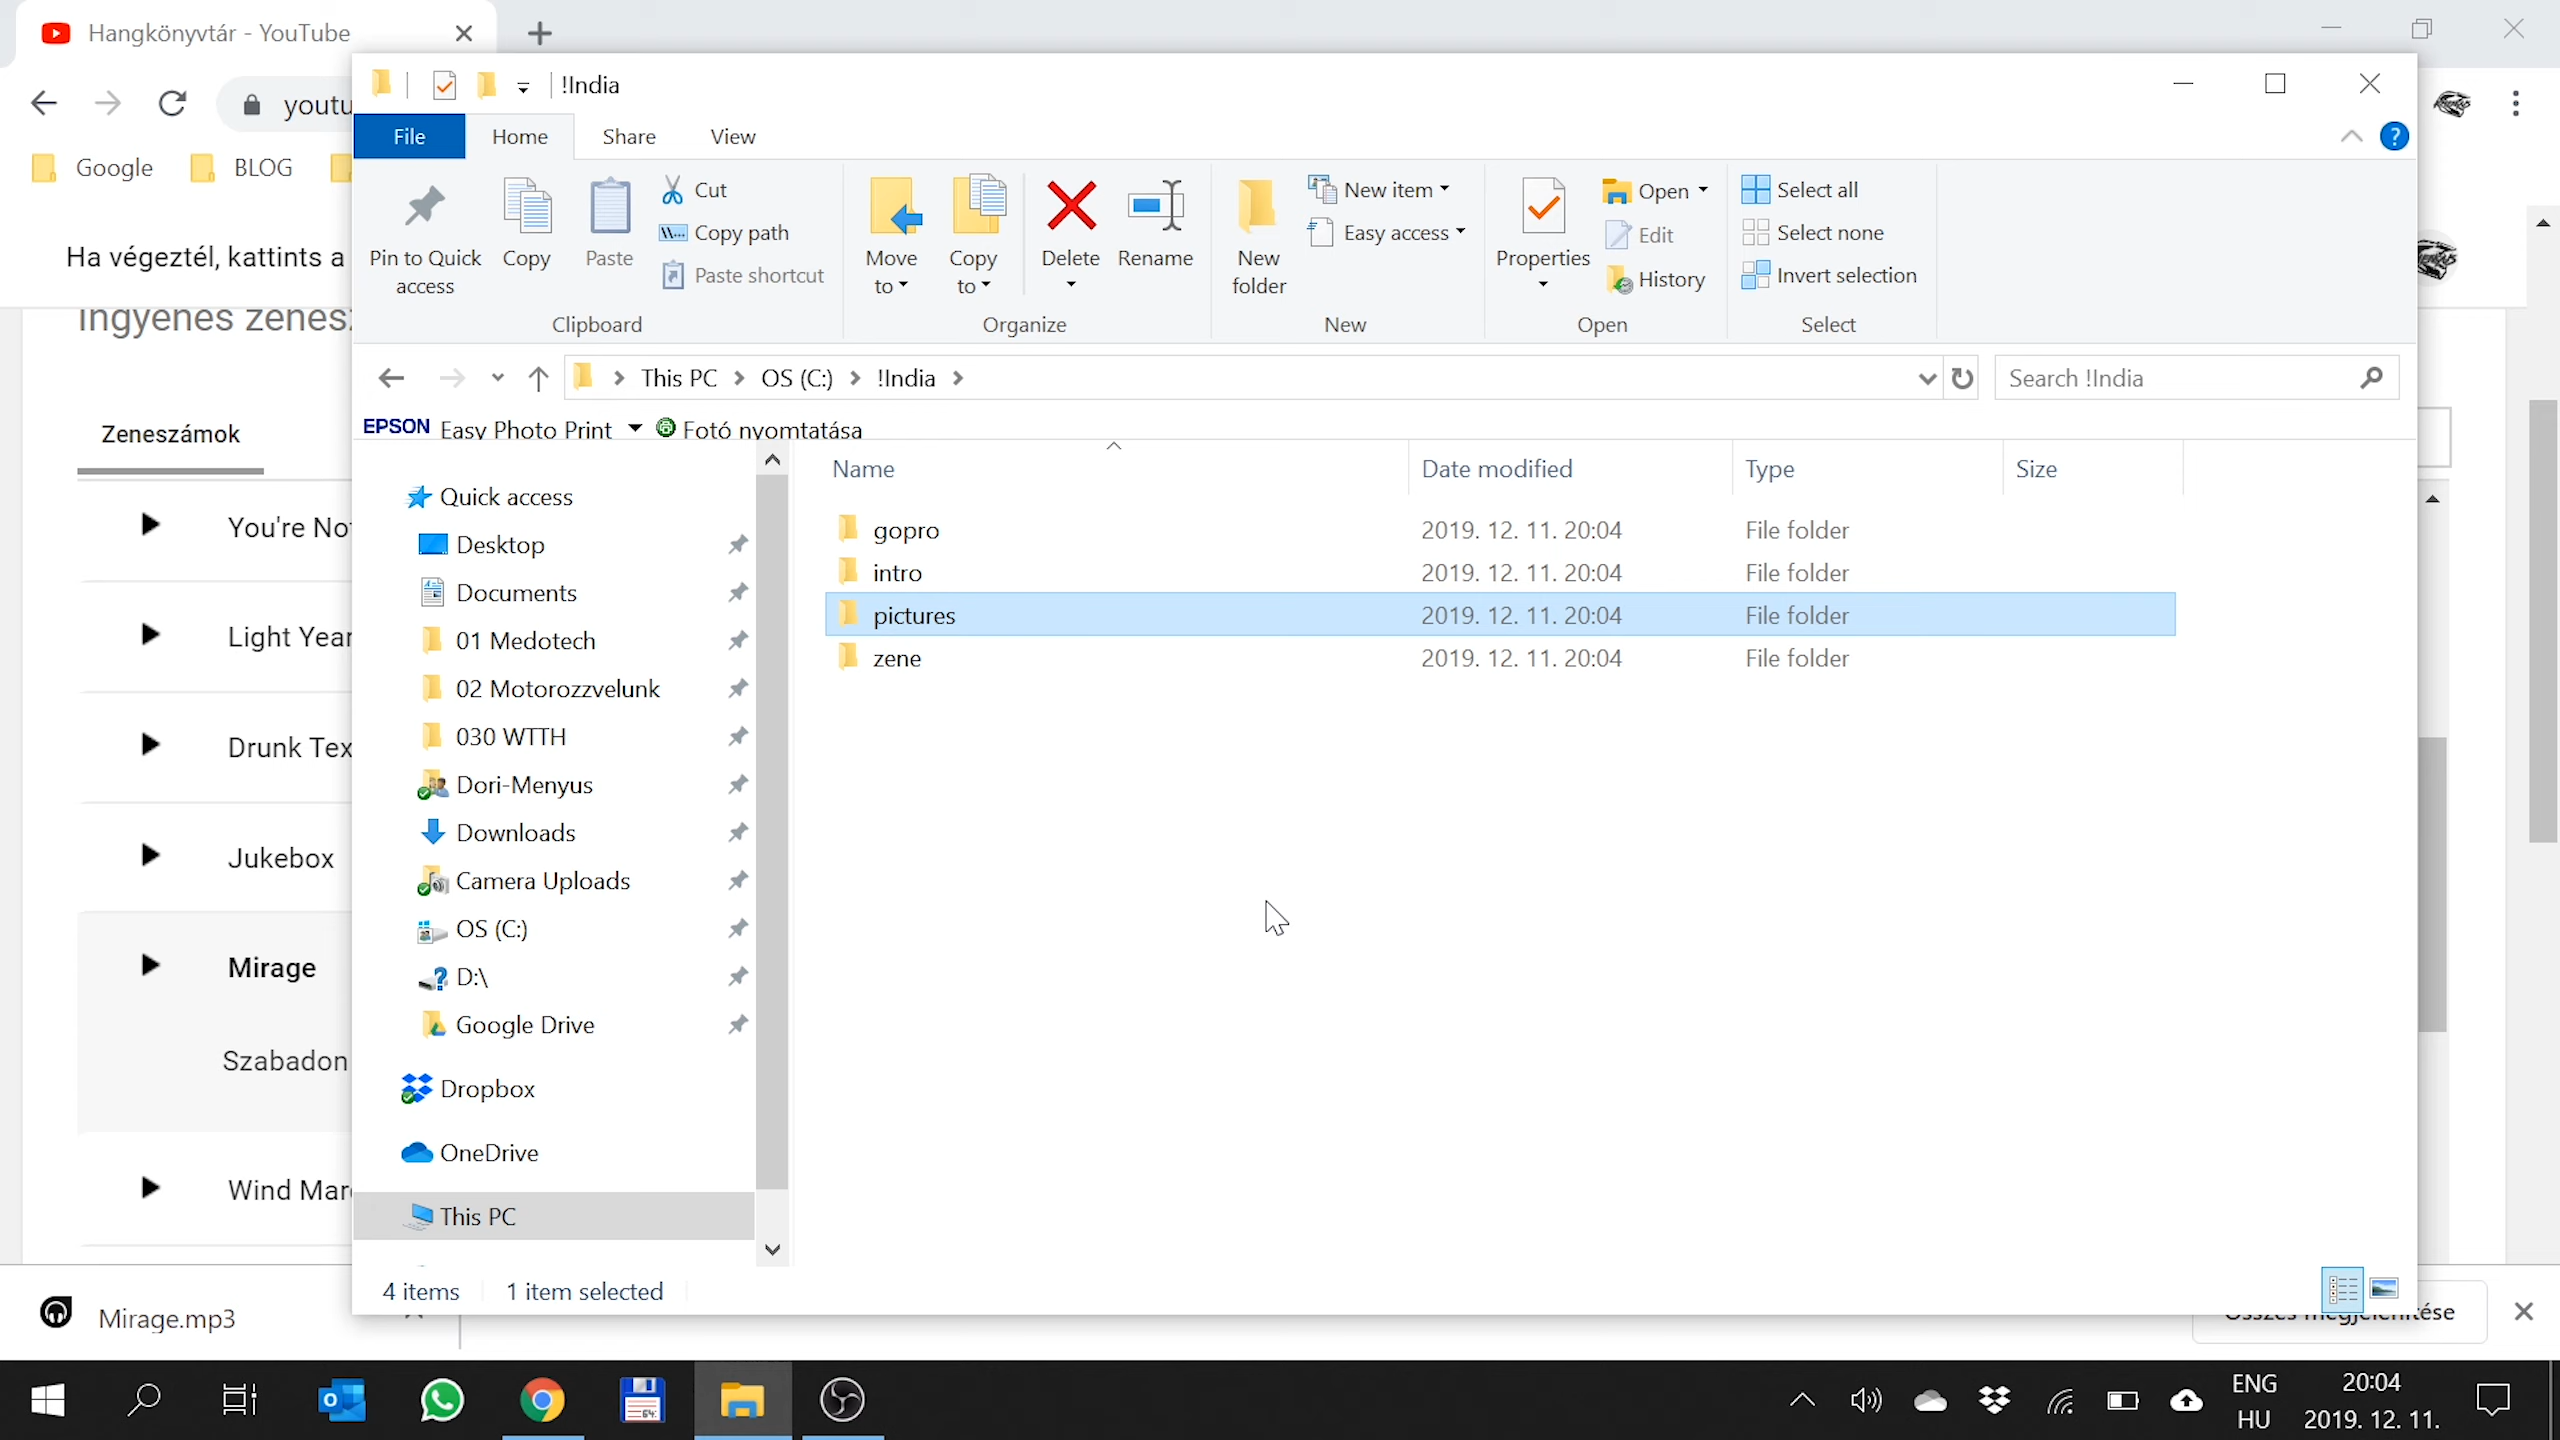 Hangkönyvtár - YouTube
!India
youtu
File
Home
Share
View
Google
BLOG
Pin to Quick access
Copy
Paste
Cut
Copy path
Paste shortcut
Move to
Copy to
Delete
Rename
New folder
New item
Easy access
Properties
Open
Edit
History
Select all
Select none
Invert selection
Clipboard
Organize
New
Open
Select
Ha végeztél, kattints a
Ingyenes zenesz
This PC
OS (C:)
!India
Search !India
EPSON Easy Photo Print
Fotó nyomtatása
Zeneszámok
Name
Date modified
Type
Size
gopro 2019. 12. 11. 20:04 File folder
intro 2019. 12. 11. 20:04 File folder
pictures 2019. 12. 11. 20:04 File folder
zene 2019. 12. 11. 20:04 File folder
Quick access
Desktop
Documents
01 Medotech
02 Motorozzvelunk
030 WTTH
Dori-Menyus
Downloads
Camera Uploads
OS (C:)
D:\
Google Drive
Dropbox
OneDrive
This PC
You're No
Light Year
Drunk Tex
Jukebox
Mirage
Szabadon
Wind Mar
4 items
1 item selected
Mirage.mp3
64
ENG
HU
20:04
2019. 12. 11.